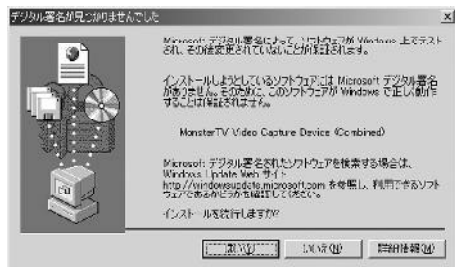 デジタル署名が見つかりませんでした
Microsoft デジタル署名によって、ソフトウェアが Windows 上でテスト
され、その後変更されていないことが保証されます。
インストールしようとしているソフトウェアには Microsoft デジタル署名
がありません。そのために、このソフトウェアが Windows で正しく動作
することは保証されません。
MonsterTV Video Capture Device (Combined)
Microsoft デジタル署名されたソフトウェアを検索する場合は、
Windows Update Web サイト
http://windowsupdate.microsoft.com を参照し、利用できるソフト
ウェアであるかどうかを確認してください。
インストールを続行しますか?
はい(Y)
いいえ(N)
詳細情報(M)